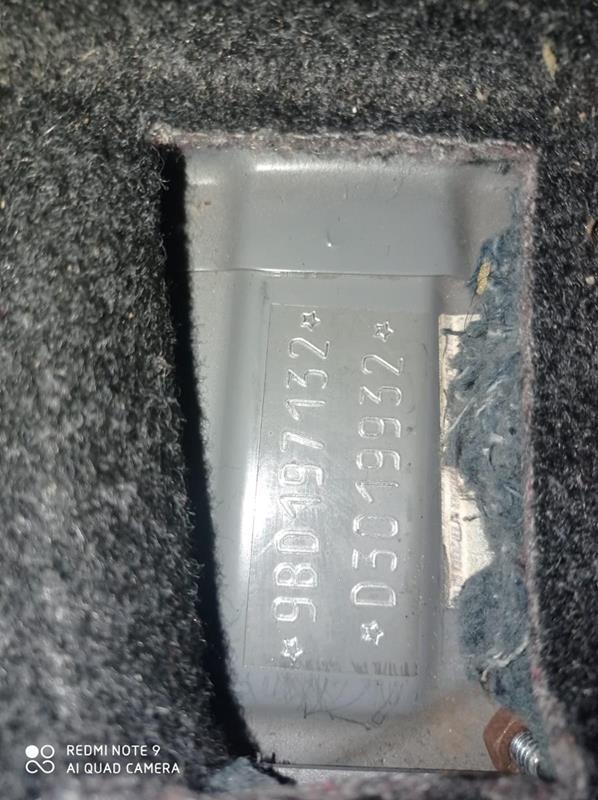 ☆9BD197132☆
☆D3019932☆
REDMI NOTE 9
AI QUAD CAMERA